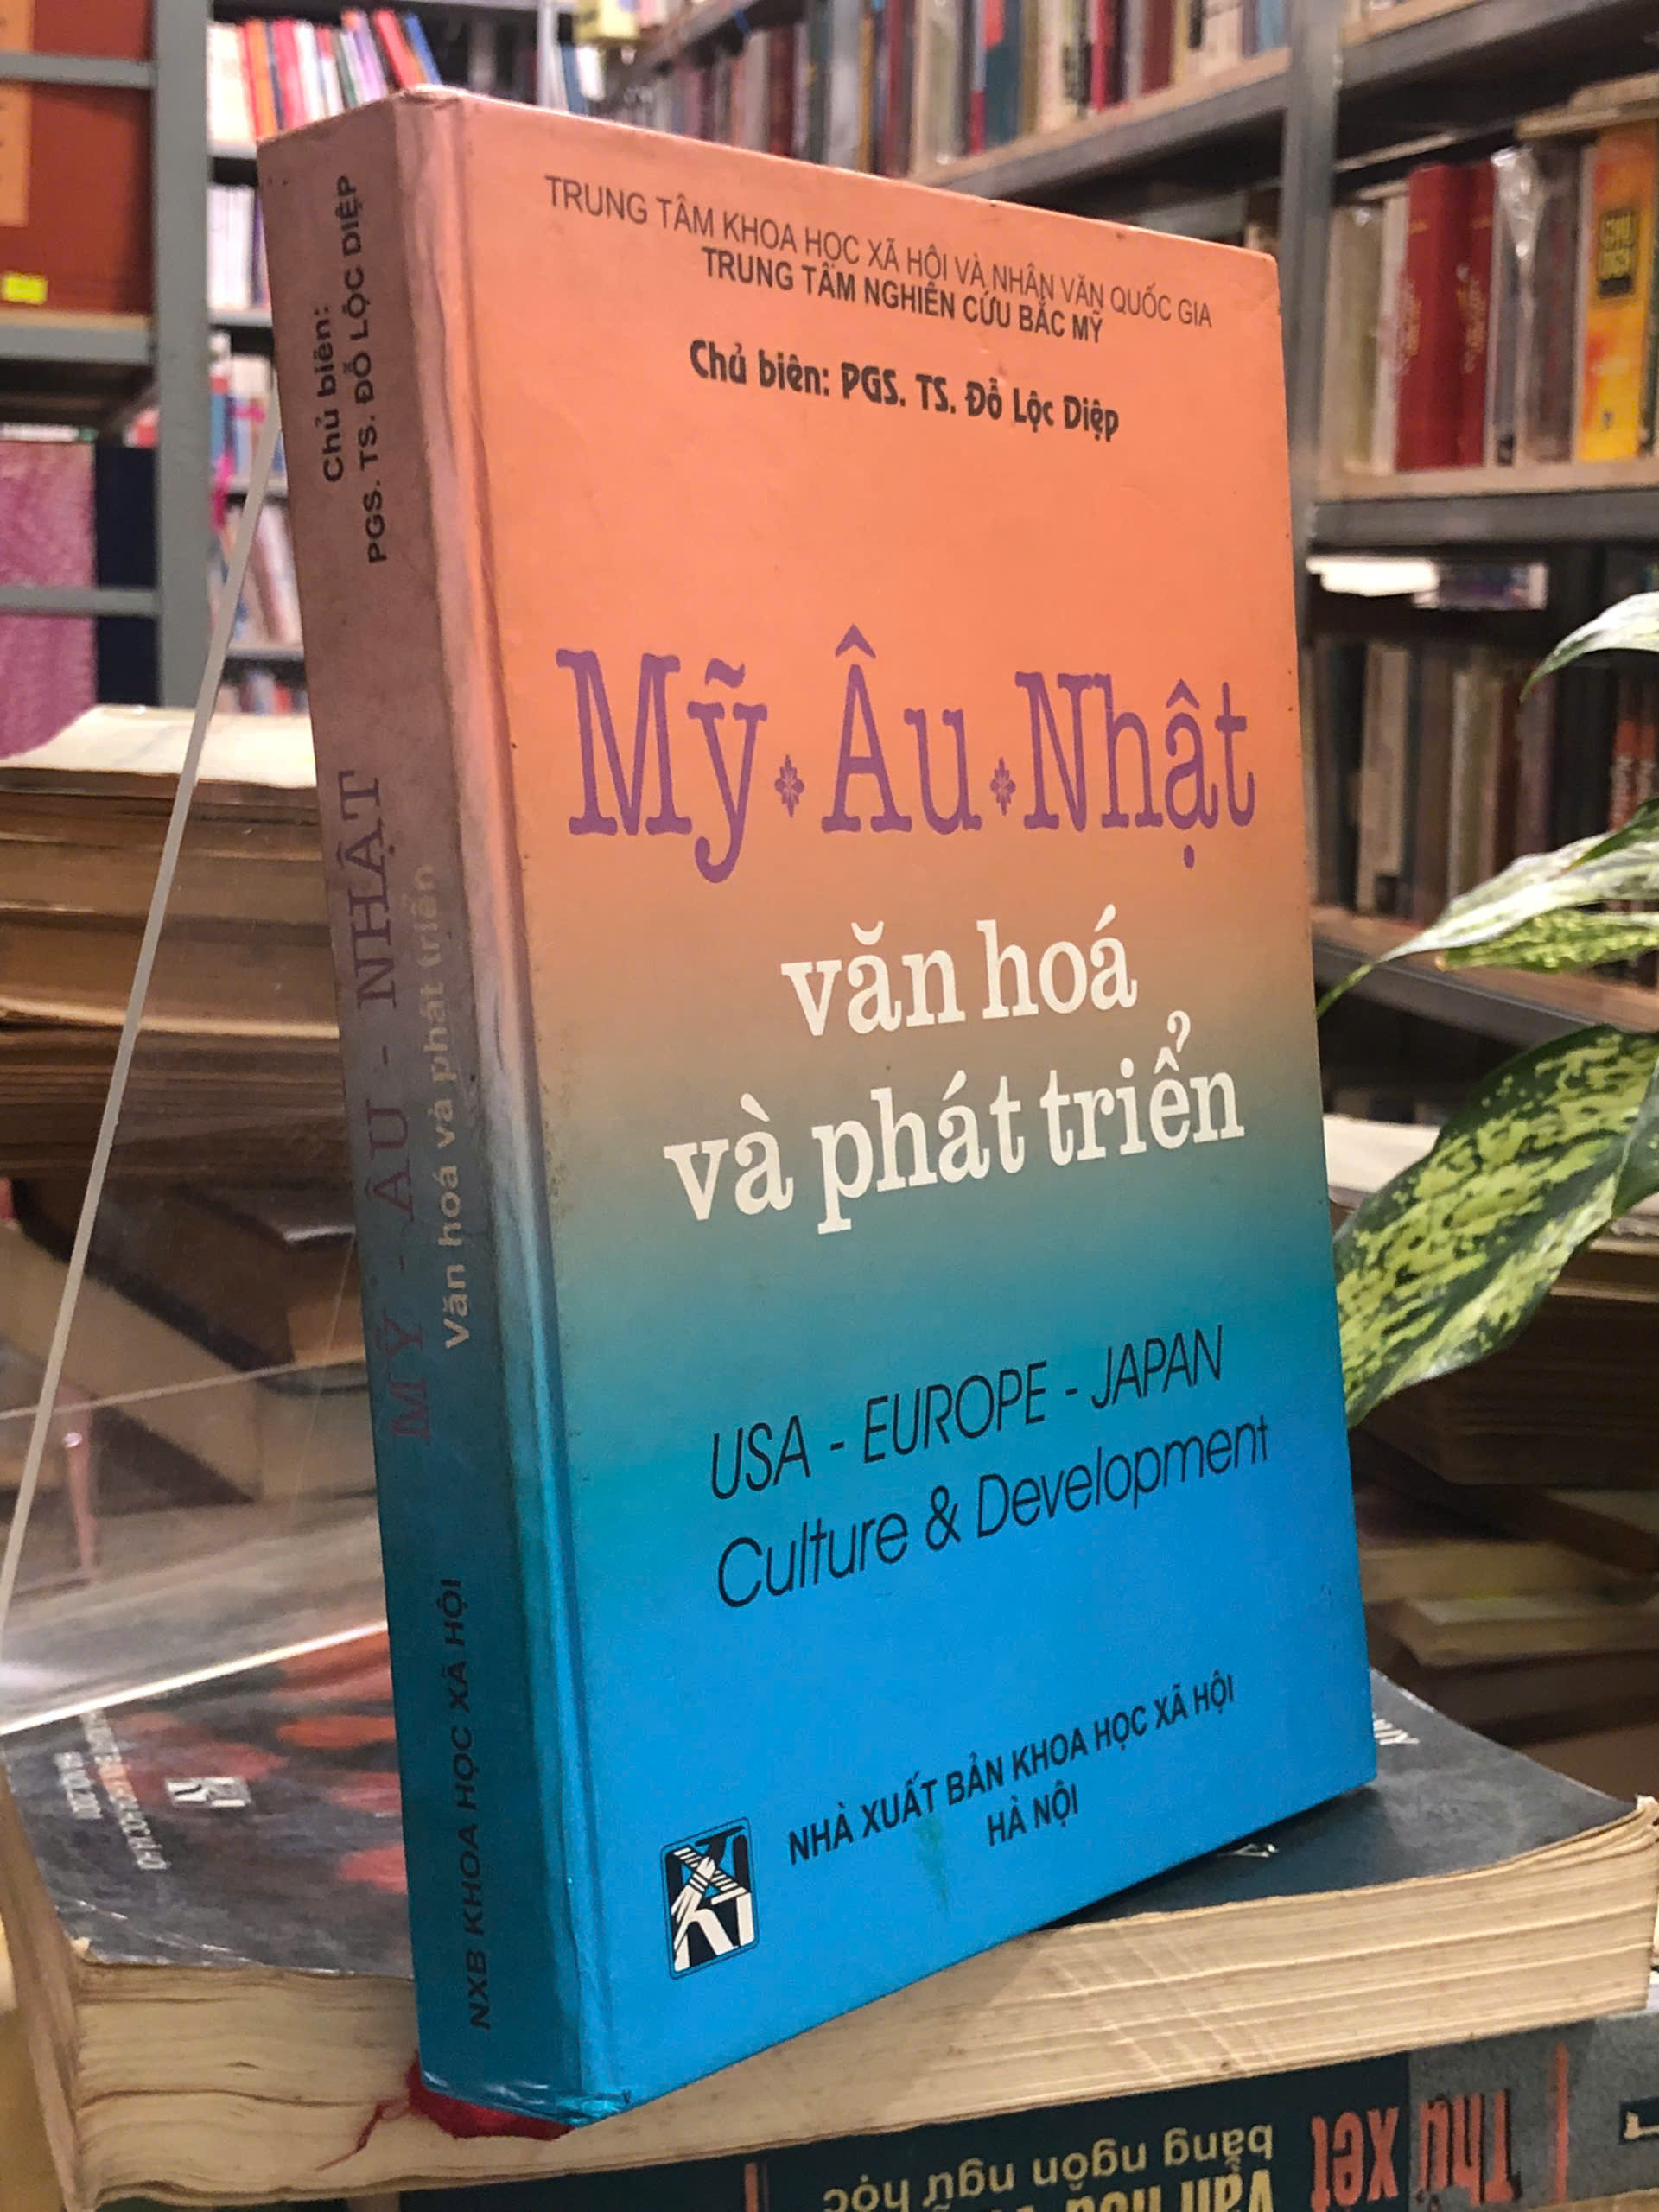 TRUNG TÂM KHOA HỌC XÃ HỘI VÀ NHÂN VĂN QUỐC GIA
TRUNG TÂM NGHIÊN CỨU BẮC MỸ
Chủ biên: PGS. TS. Đỗ Lộc Diệp
Mỹ Âu Nhật
văn hoá
và phát triển
USA - EUROPE - JAPAN
Culture & Development
NHÀ XUẤT BẢN KHOA HỌC XÃ HỘI
HÀ NỘI
Chủ biên:
PGS. TS. ĐỖ LỘC DIỆP
MỸ - ÂU - NHẬT
Văn hoá và phát triển
NXB KHOA HỌC XÃ HỘI
bằng ngôn ngữ học